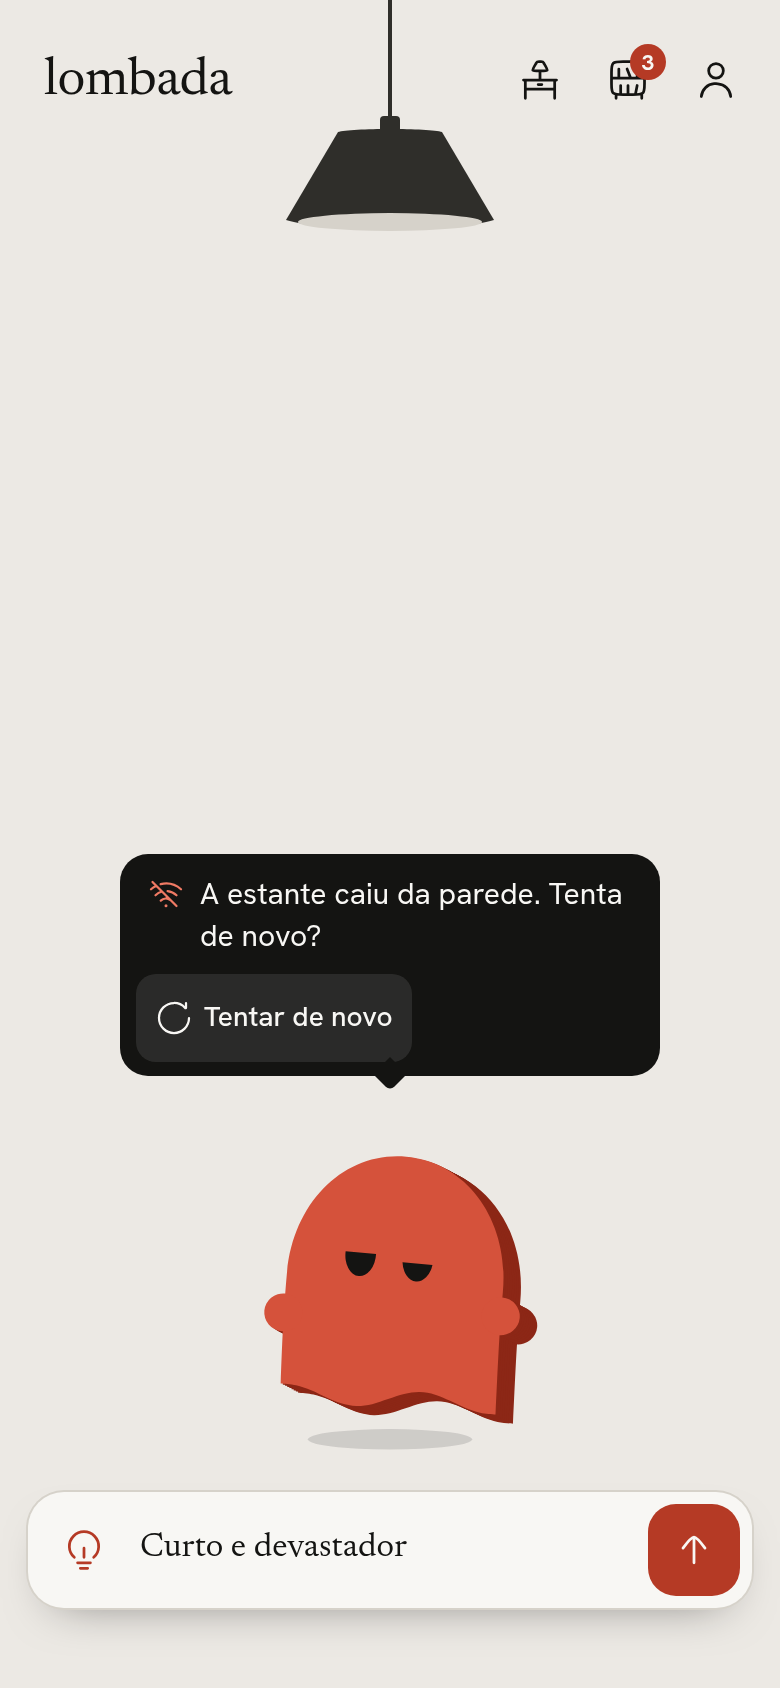 lombada
3
A estante caiu da parede. Tenta
de novo?
Tentar de novo
Curto e devastador